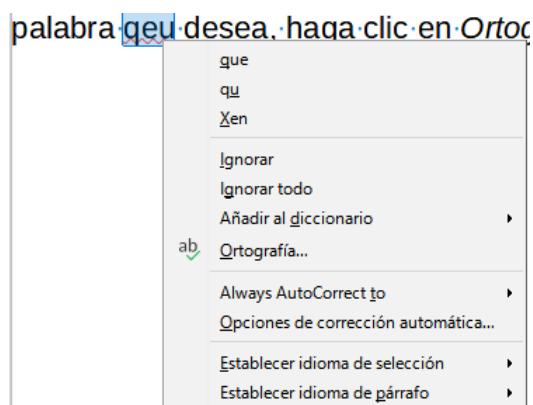 palabra qeu desea, haga clic en Ortog
que
qu
Xen
Ignorar
Ignorar todo
Añadir al diccionario
Ortografía...
Always AutoCorrect to
Opciones de corrección automática...
Establecer idioma de selección
Establecer idioma de párrafo